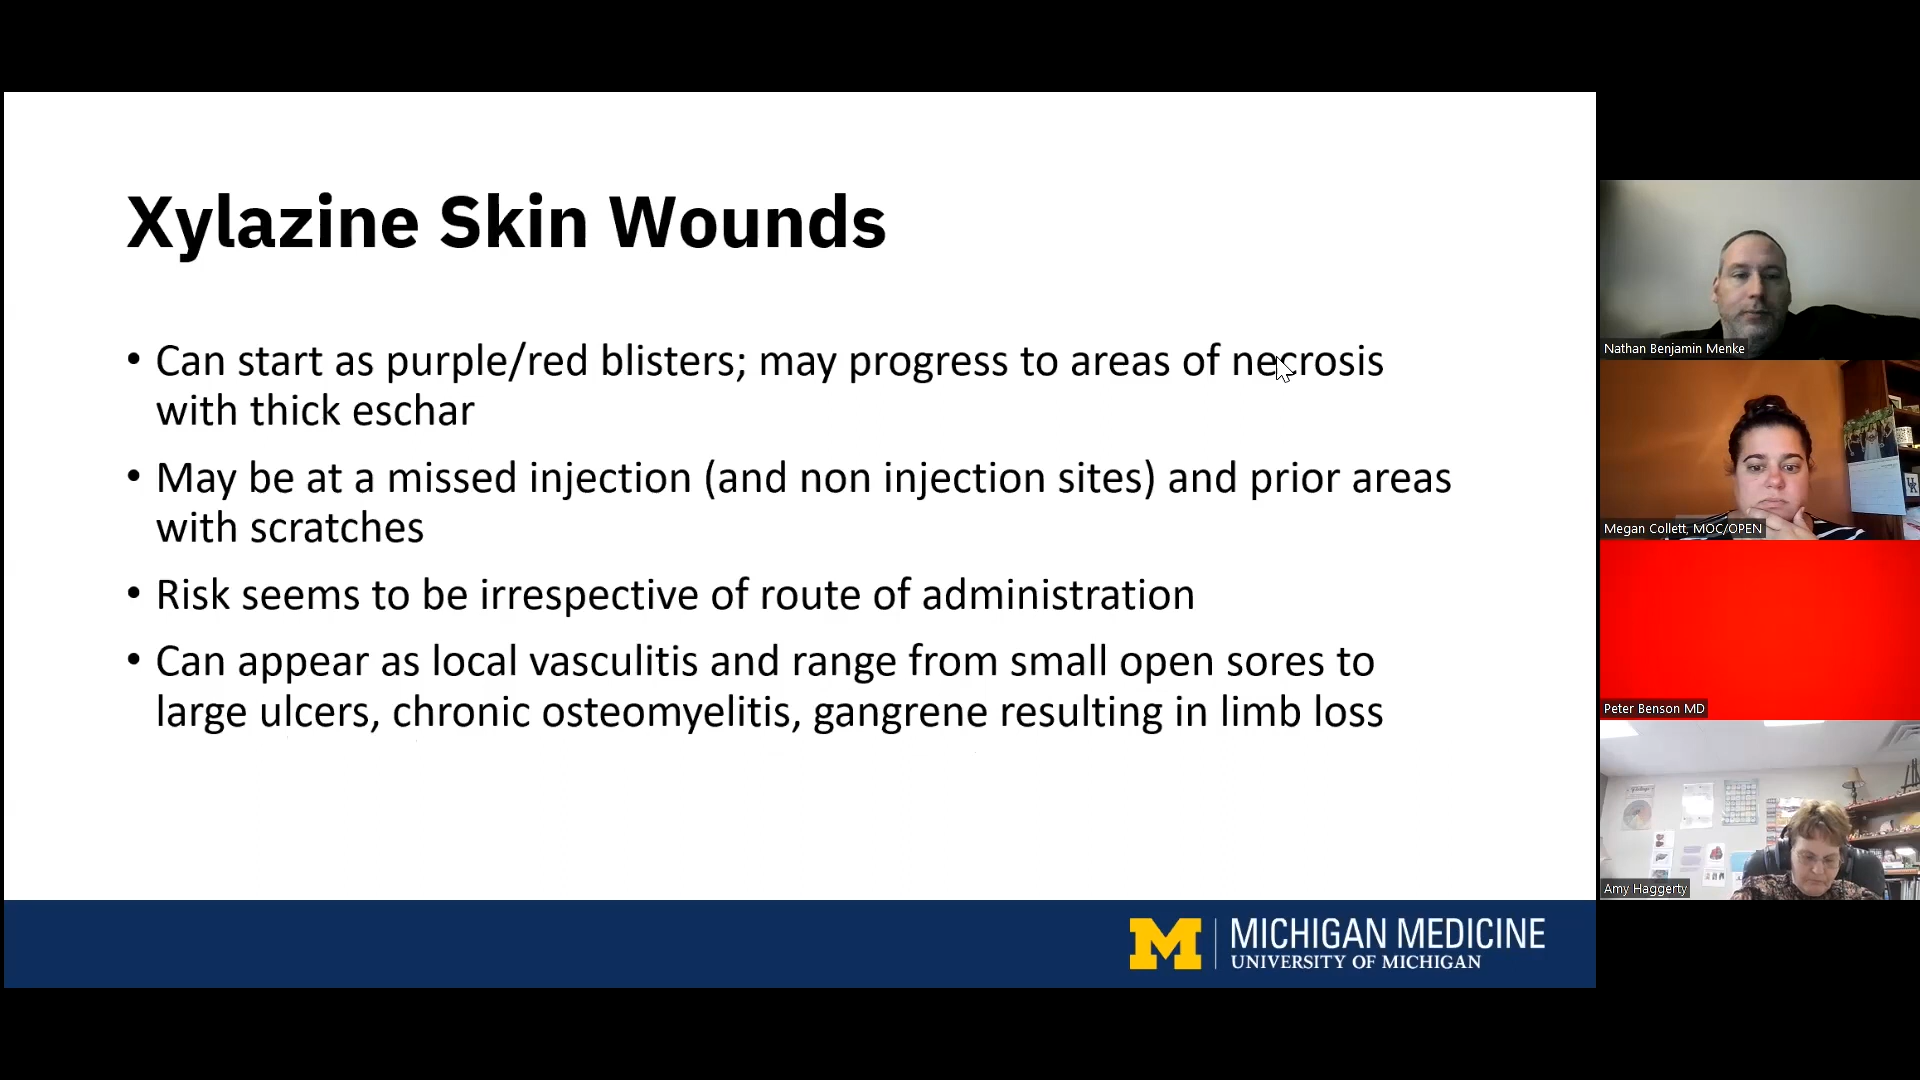 Xylazine Skin Wounds
• Can start as purple/red blisters; may progress to areas of necrosis
with thick eschar
• May be at a missed injection (and non injection sites) and prior areas
with scratches
• Risk seems to be irrespective of route of administration
• Can appear as local vasculitis and range from small open sores to
large ulcers, chronic osteomyelitis, gangrene resulting in limb loss
M | MICHIGAN MEDICINE
UNIVERSITY OF MICHIGAN
Nathan Benjamin Menke
Megan Collett, MOC/OPEN
Peter Benson MD
Amy Haggerty